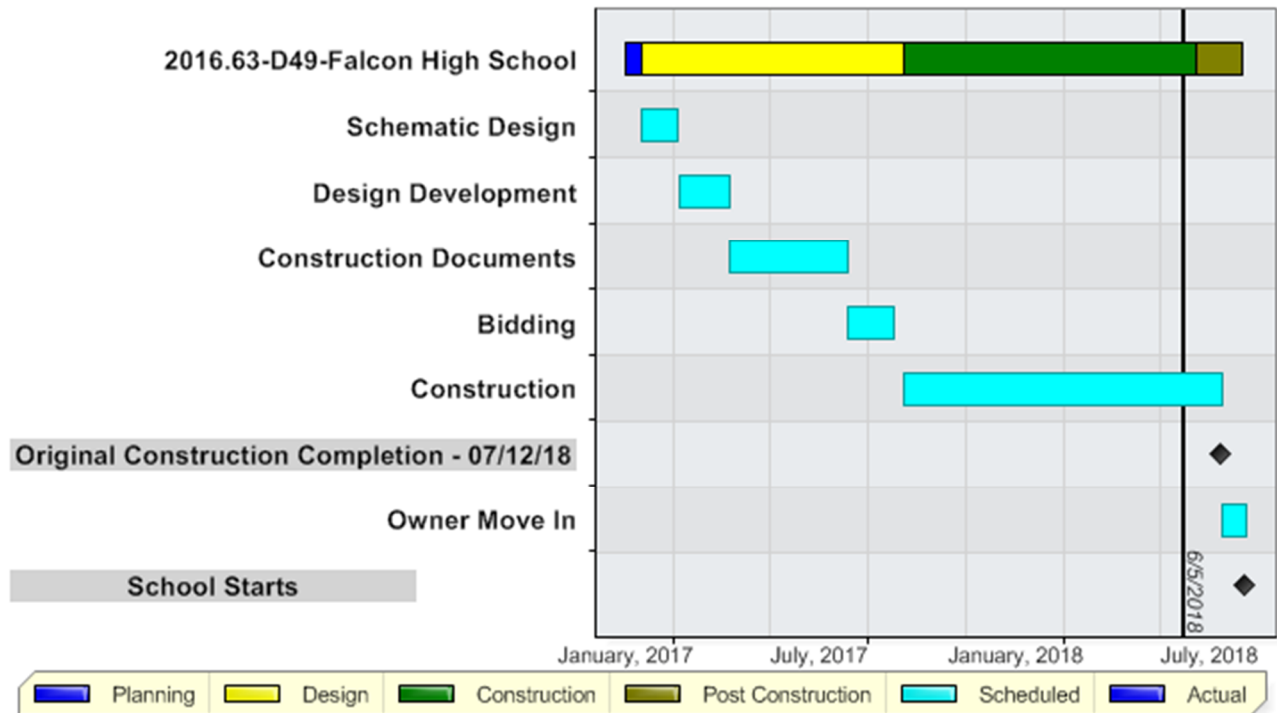 2016.63-D49-Falcon High School
Schematic Design
Design Development
Construction Documents
Bidding
Construction
Original Construction Completion - 07/12/18
Owner Move In
School Starts
6/5/2018
January, 2017 July, 2017 January, 2018 July, 2018
Planning Design Construction Post Construction Scheduled Actual